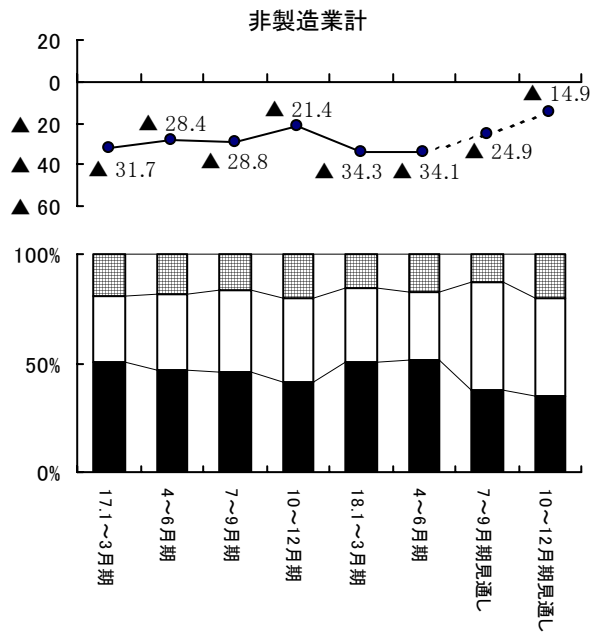 非製造業計
20
0
▲ 20
▲ 40
▲ 60
▲ 31.7
▲ 28.4
▲ 28.8
▲ 21.4
▲ 34.3
▲ 34.1
▲ 24.9
▲ 14.9
100%
50%
0%
17.1～3月期
4～6月期
7～9月期
10～12月期
18.1～3月期
4～6月期
7～9月期見通し
10～12月期見通し